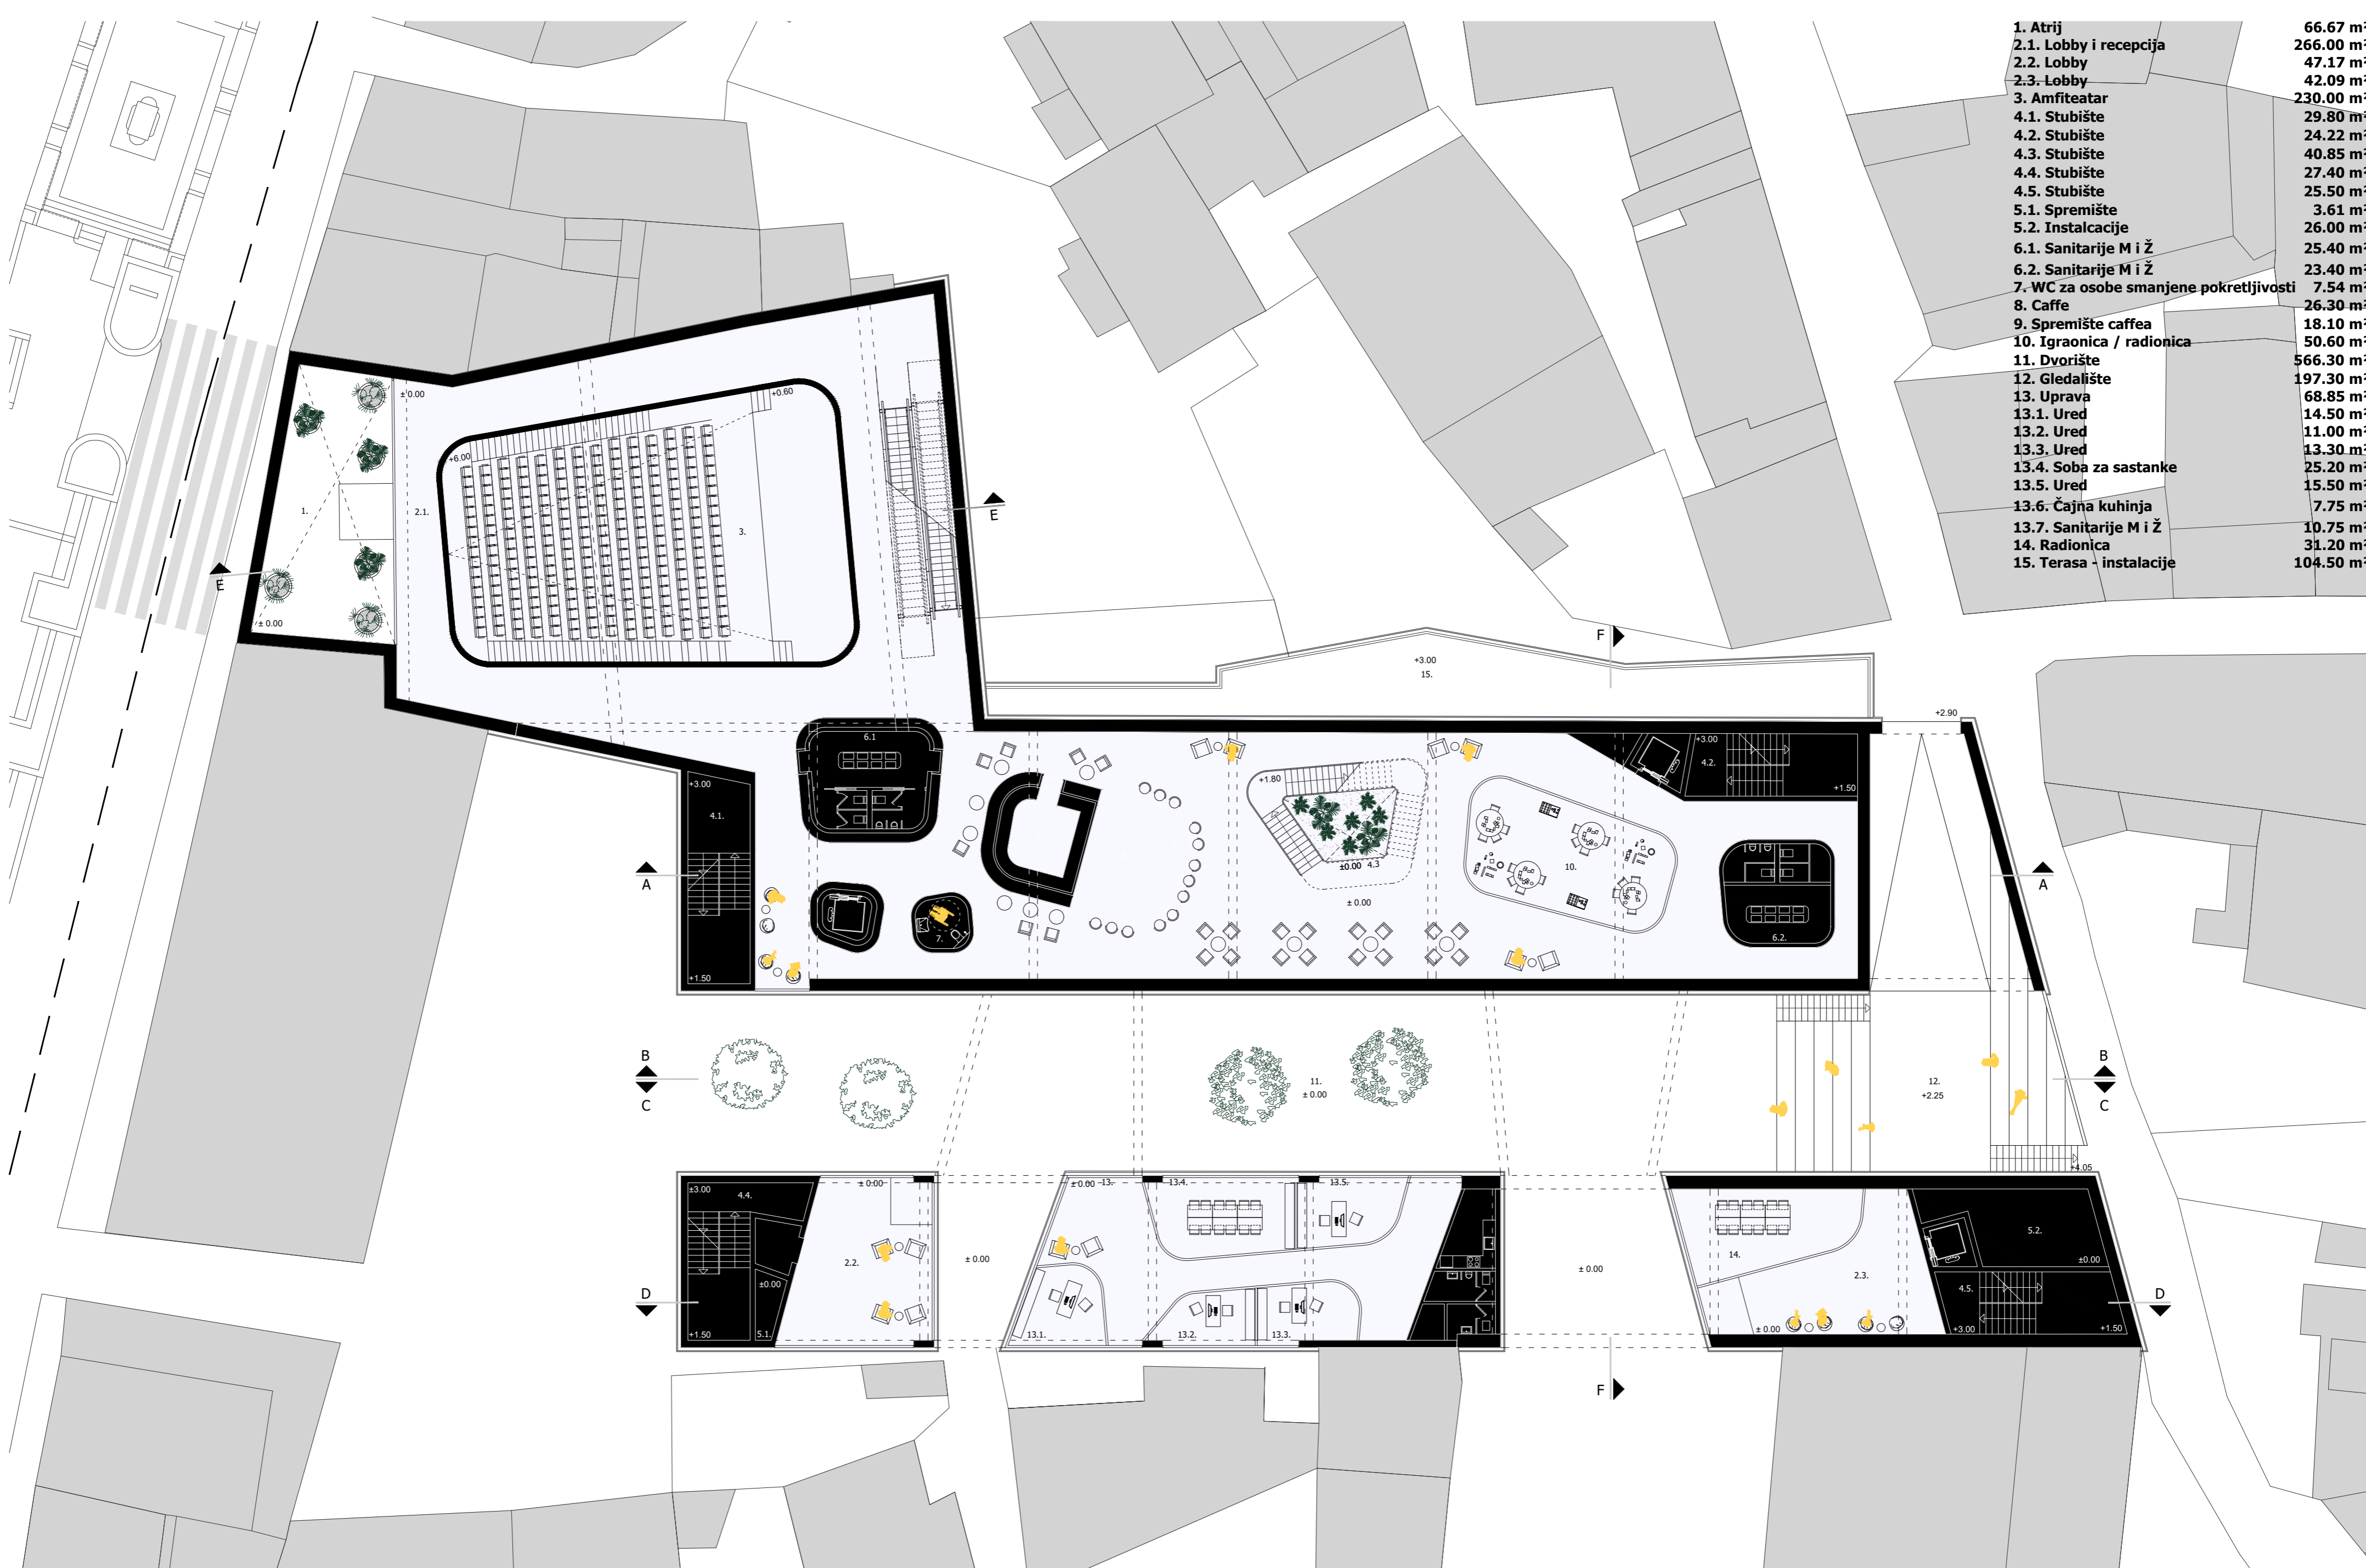 1. Atrij 66.67 m²
2.1. Lobby i recepcija 266.00 m²
2.2. Lobby 47.17 m²
2.3. Lobby 42.09 m²
3. Amfiteatar 230.00 m²
4.1. Stubište 29.80 m²
4.2. Stubište 24.22 m²
4.3. Stubište 40.85 m²
4.4. Stubište 27.40 m²
4.5. Stubište 25.50 m²
5.1. Spremište 3.61 m²
5.2. Instalcacije 26.00 m²
6.1. Sanitarije M i Ž 25.40 m²
6.2. Sanitarije M i Ž 23.40 m²
7. WC za osobe smanjene pokretljivosti 7.54 m²
8. Caffe 26.30 m²
9. Spremište caffea 18.10 m²
10. Igraonica / radionica 50.60 m²
11. Dvorište 566.30 m²
12. Gledalište 197.30 m²
13. Uprava 68.85 m²
13.1. Ured 14.50 m²
13.2. Ured 11.00 m²
13.3. Ured 13.30 m²
13.4. Soba za sastanke 25.20 m²
13.5. Ured 15.50 m²
13.6. Čajna kuhinja 7.75 m²
13.7. Sanitarije M i Ž 10.75 m²
14. Radionica 31.20 m²
15. Terasa - instalacije 104.50 m²
± 0.00
+0.60
+6.00
1.
2.1.
3.
E
E
± 0.00
F
+3.00
15.
+2.90
6.1
+3.00
4.2.
+3.00
+1.80
+1.50
4.1.
±0.00 4.3
10.
A
A
± 0.00
7.
6.2.
+1.50
B
C
11.
± 0.00
12.
+2.25
B
C
+4.05
±3.00
4.4.
± 0.00
± 0.00
13.
13.4.
13.5.
5.2.
2.2.
± 0.00
± 0.00
14.
±0.00
2.3.
±0.00
4.5.
D
D
+1.50
5.1.
13.1.
13.2.
13.3.
± 0.00
+3.00
+1.50
F